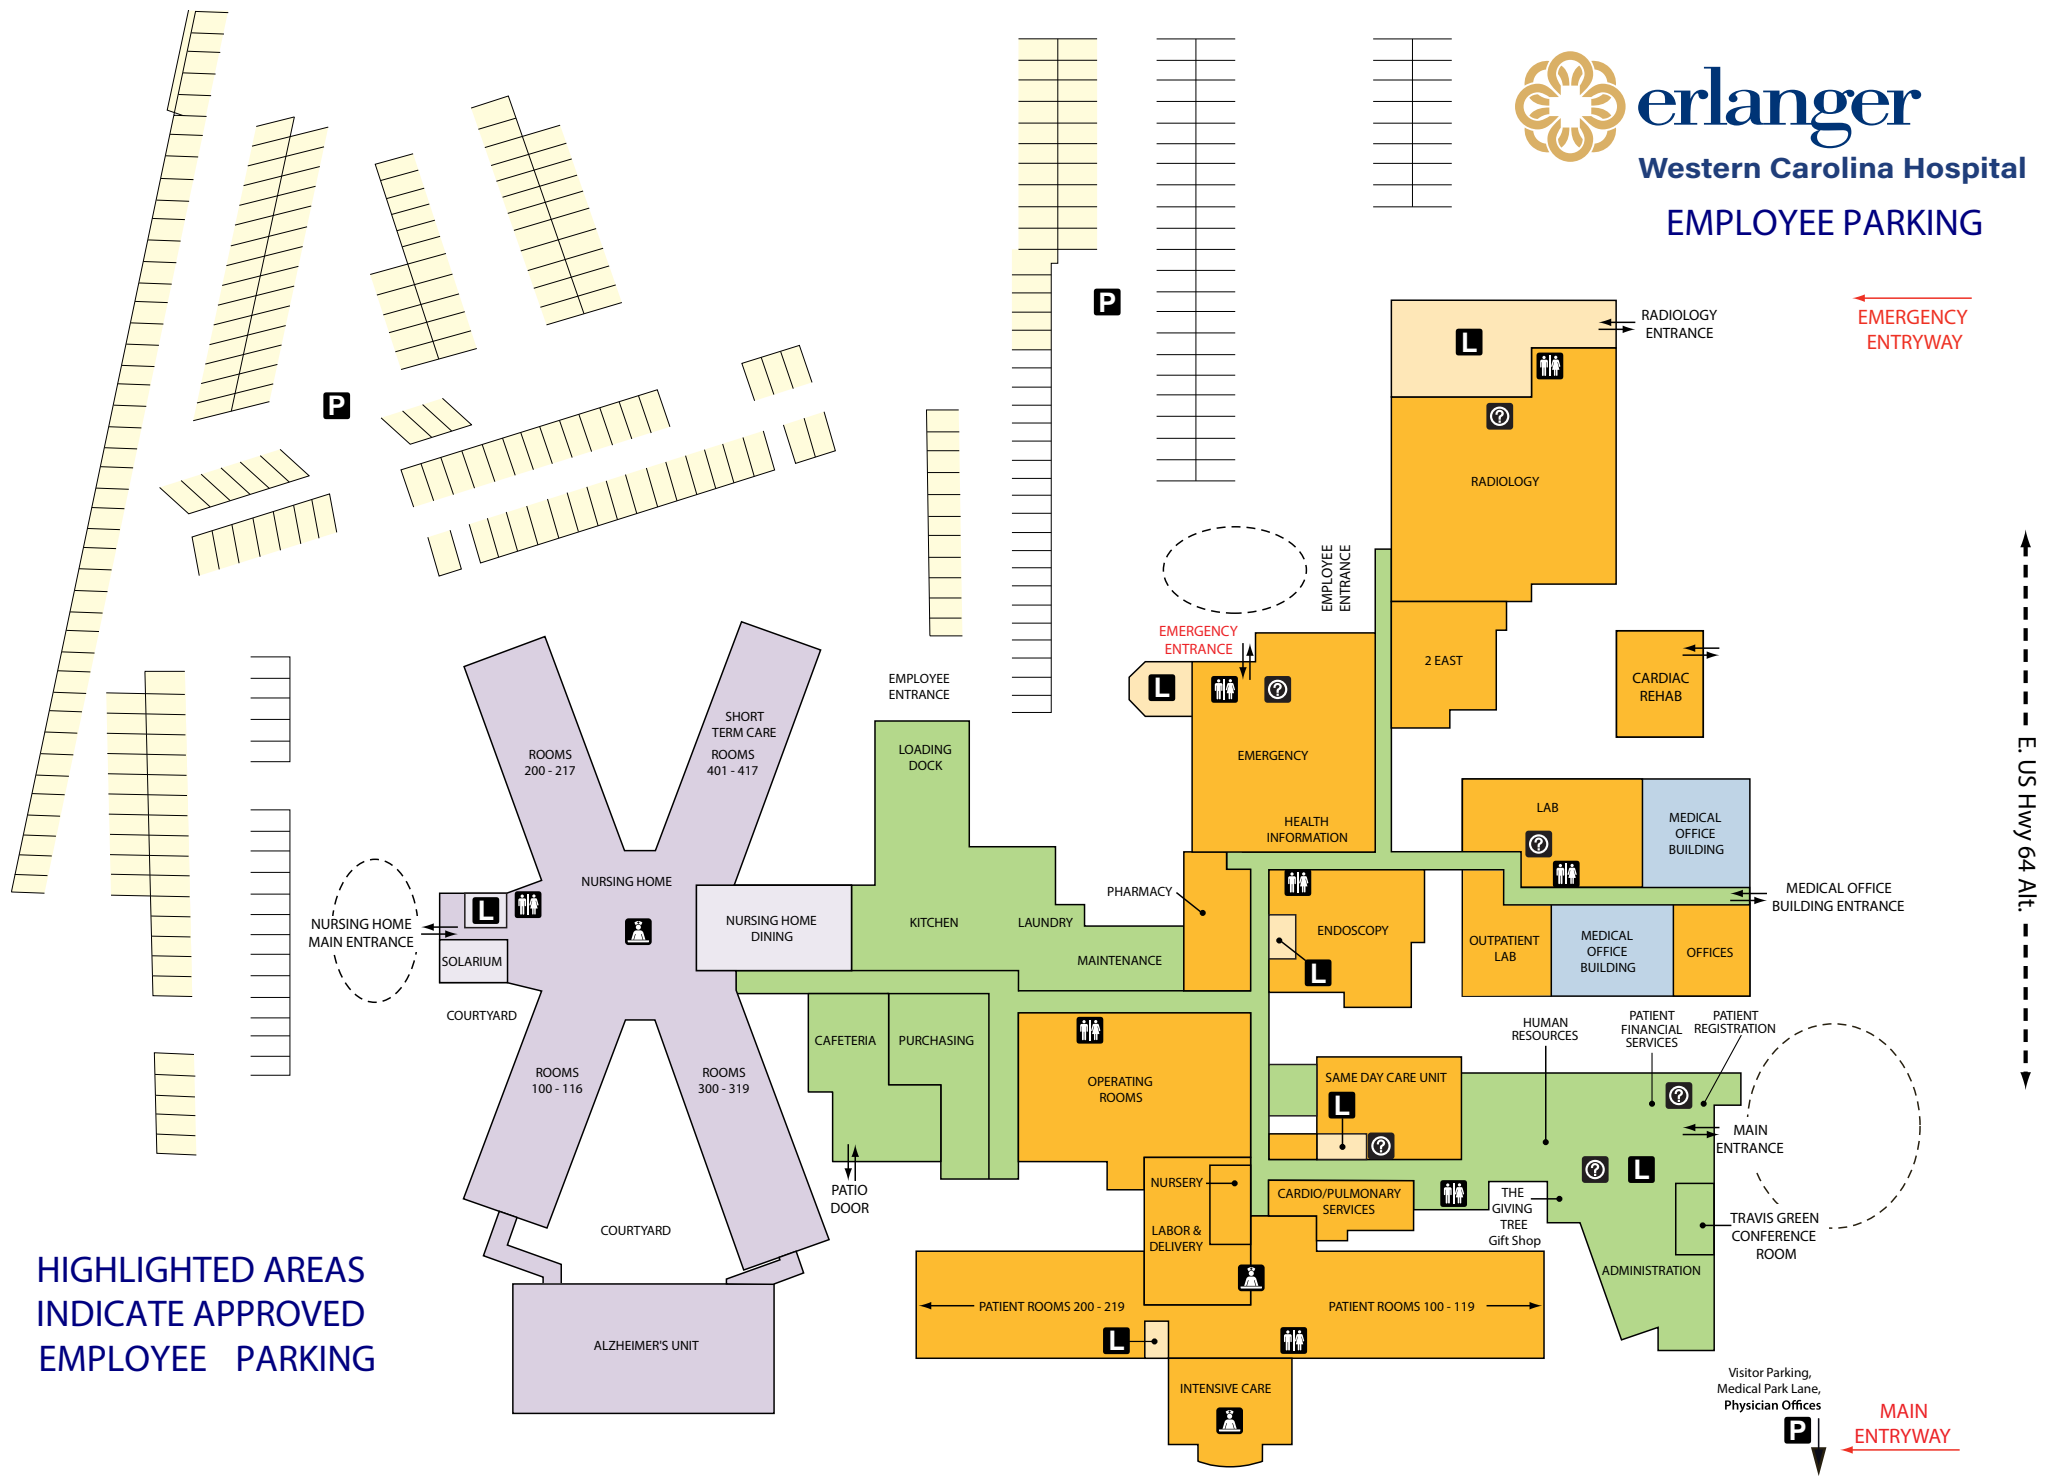 erlanger
Western Carolina Hospital
EMPLOYEE PARKING
P
P
L
RADIOLOGY
ENTRANCE
EMERGENCY
ENTRYWAY
?
RADIOLOGY
EMPLOYEE
ENTRANCE
EMERGENCY
ENTRANCE
L
?
EMERGENCY
HEALTH
INFORMATION
2 EAST
CARDIAC
REHAB
E. US Hwy 64 Alt.
EMPLOYEE
ENTRANCE
LOADING
DOCK
SHORT
TERM CARE
ROOMS
401 - 417
ROOMS
200 - 217
LAB
?
MEDICAL
OFFICE
BUILDING
NURSING HOME
L
NURSING HOME
MAIN ENTRANCE
SOLARIUM
NURSING HOME
DINING
KITCHEN
LAUNDRY
MAINTENANCE
PHARMACY
ENDOSCOPY
L
OUTPATIENT
LAB
MEDICAL
OFFICE
BUILDING
OFFICES
MEDICAL OFFICE
BUILDING ENTRANCE
COURTYARD
ROOMS
100 - 116
ROOMS
300 - 319
CAFETERIA
PURCHASING
OPERATING
ROOMS
SAME DAY CARE UNIT
L
?
HUMAN
RESOURCES
PATIENT
FINANCIAL
SERVICES
PATIENT
REGISTRATION
?
MAIN
ENTRANCE
?
L
PATIO
DOOR
COURTYARD
NURSERY
LABOR &
DELIVERY
CARDIO/PULMONARY
SERVICES
THE
GIVING
TREE
Gift Shop
TRAVIS GREEN
CONFERENCE
ROOM
ADMINISTRATION
PATIENT ROOMS 200 - 219
PATIENT ROOMS 100 - 119
L
ALZHEIMER'S UNIT
INTENSIVE CARE
HIGHLIGHTED AREAS
INDICATE APPROVED
EMPLOYEE PARKING
Visitor Parking,
Medical Park Lane,
Physician Offices
P
MAIN
ENTRYWAY